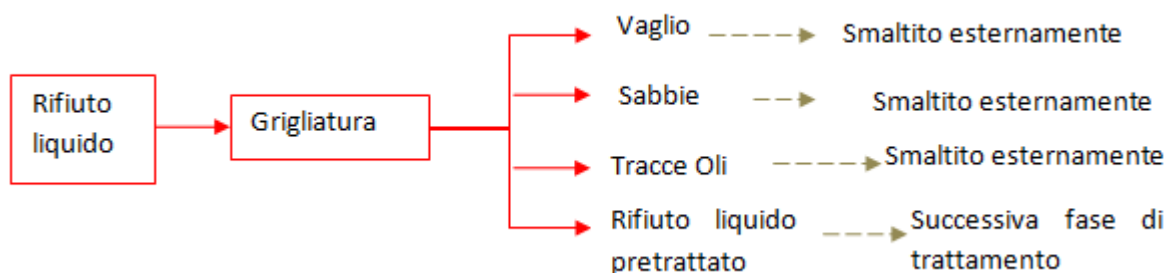 Rifiuto
liquido
Grigliatura
Vaglio
Smaltito esternamente
Sabbie
Smaltito esternamente
Tracce Oli
Smaltito esternamente
Rifiuto liquido
pretrattato
Successiva fase di
trattamento